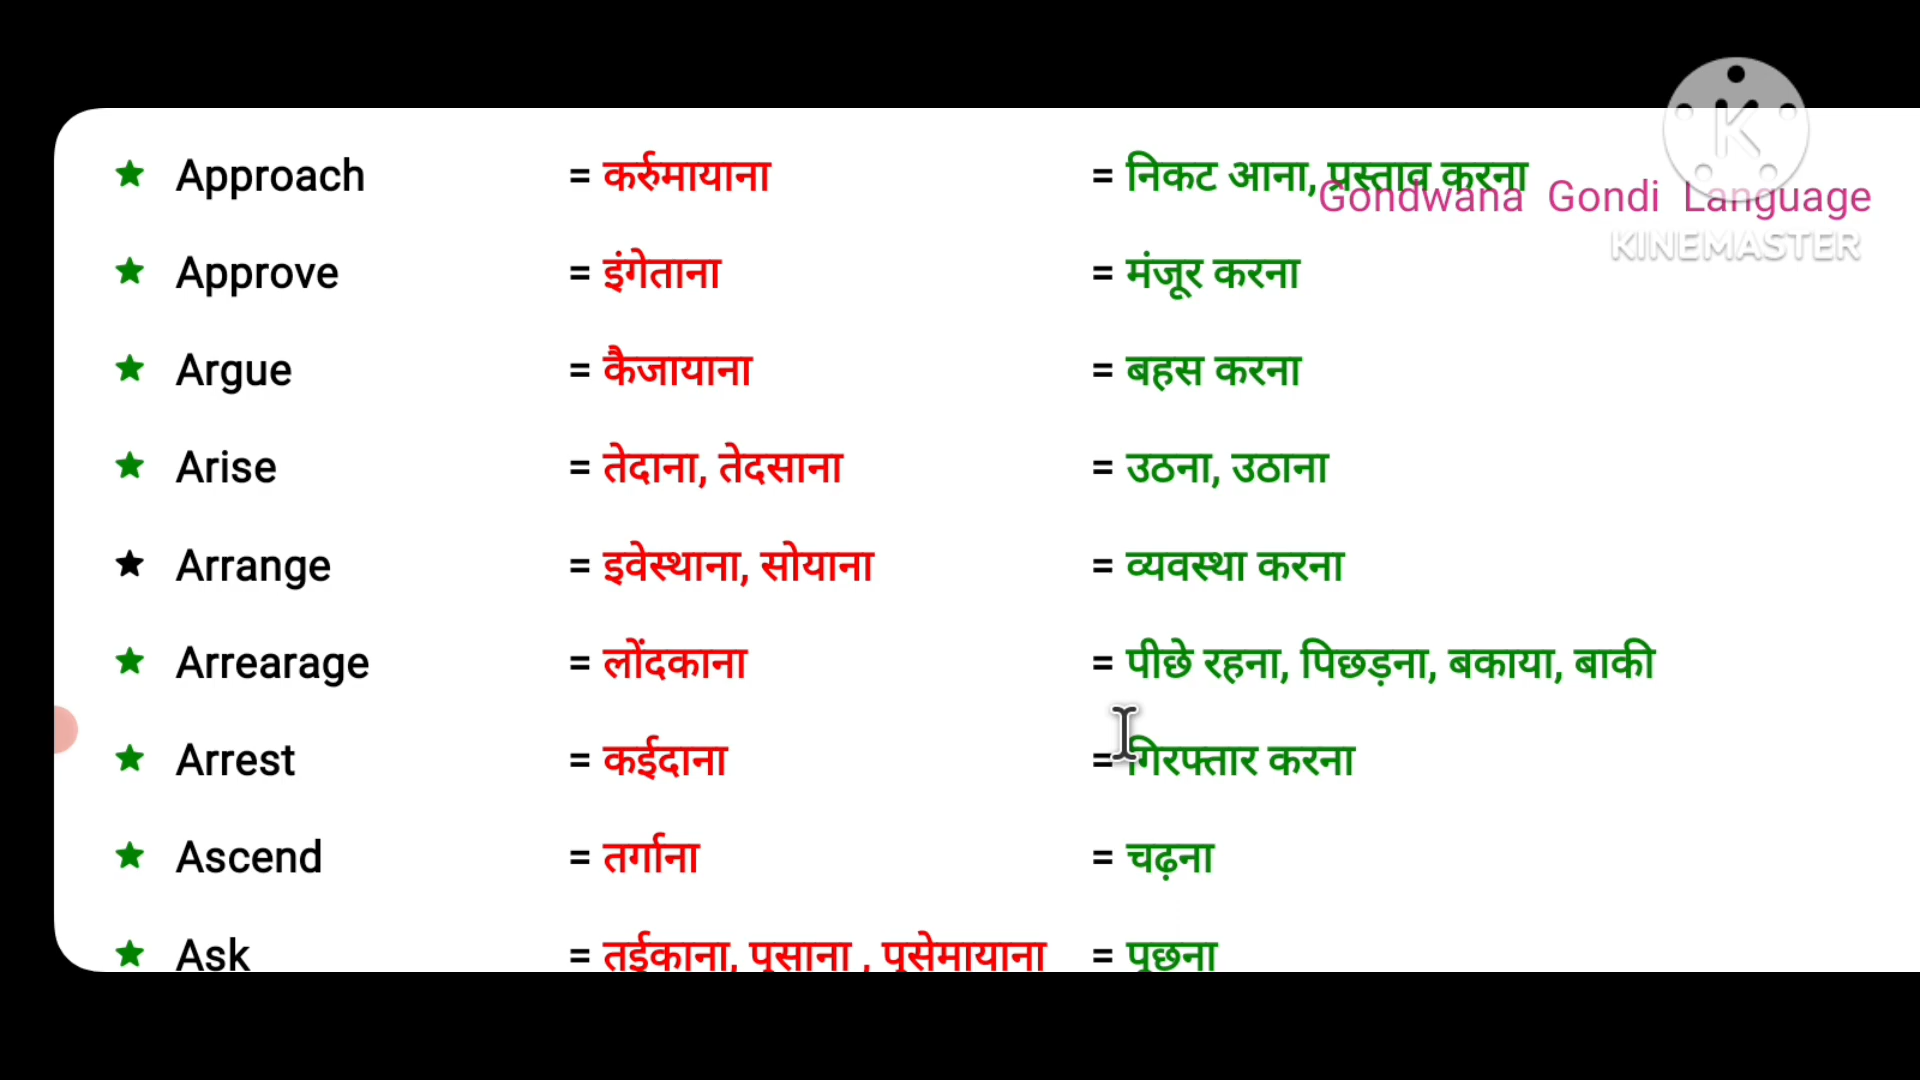 ★ Approach = कर्रुमायाना = निकट आना, प्रस्ताव करना
Gondwana Gondi Language
KINEMASTER
★ Approve = इंगेताना = मंजूर करना
★ Argue = कैजायाना = बहस करना
★ Arise = तेदाना, तेदसाना = उठना, उठाना
★ Arrange = इवेस्थाना, सोयाना = व्यवस्था करना
★ Arrearage = लोंदकाना = पीछे रहना, पिछड़ना, बकाया, बाकी
★ Arrest = कईदाना = गिरफ्तार करना
★ Ascend = तर्गाना = चढ़ना
★ Ask = तईकाना, पूसाना , पूसेमायाना = पूछना